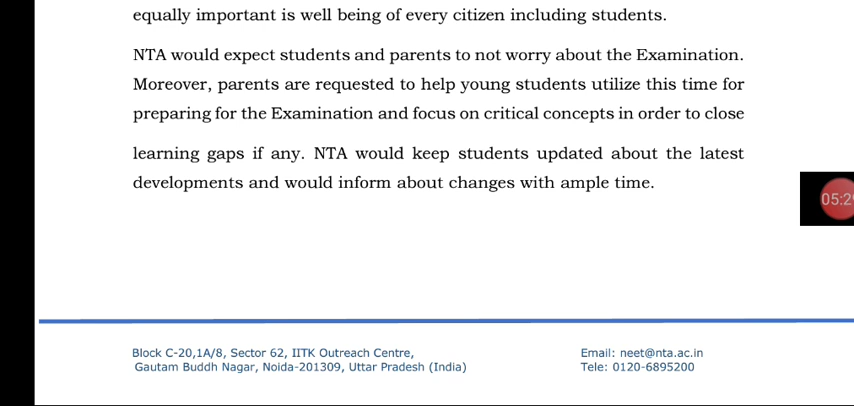 equally important is well being of every citizen including students.
NTA would expect students and parents to not worry about the Examination.
Moreover, parents are requested to help young students utilize this time for
preparing for the Examination and focus on critical concepts in order to close
learning gaps if any. NTA would keep students updated about the latest
developments and would inform about changes with ample time.
Block C-20,1A/8, Sector 62, IITK Outreach Centre,
Gautam Buddh Nagar, Noida-201309, Uttar Pradesh (India)
Email: neet@nta.ac.in
Tele: 0120-6895200